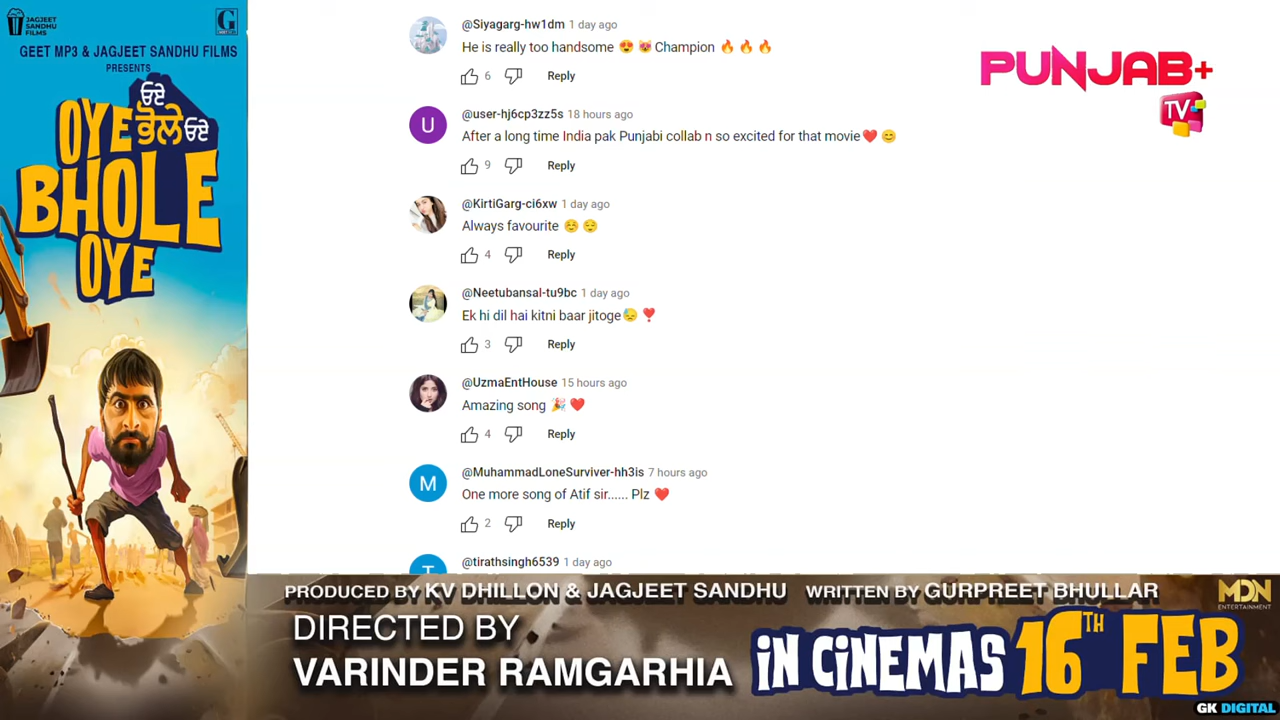 JAGJEET
SANDHU
FILMS
G
GEET MP3 & JAGJEET SANDHU FILMS
PRESENTS
ਓਏ
OYE ਭੋਲੇ ਓਏ
BHOLE
OYE
@Siyagarg-hw1dm 1 day ago
He is really too handsome 😍 😻 Champion 🔥 🔥 🔥
6 Reply
U
@user-hj6cp3zz5s 18 hours ago
After a long time India pak Punjabi collab n so excited for that movie❤️ 😊
9 Reply
@KirtiGarg-ci6xw 1 day ago
Always favourite ☺️ 😌
4 Reply
@Neetubansal-tu9bc 1 day ago
Ek hi dil hai kitni baar jitoge😓 ❣️
3 Reply
@UzmaEntHouse 15 hours ago
Amazing song 🎉 ❤️
4 Reply
M
@MuhammadLoneSurviver-hh3is 7 hours ago
One more song of Atif sir...... Plz ❤️
2 Reply
T
@tirathsingh6539 1 day ago
PUNJAB+
TV
PRODUCED BY KV DHILLON & JAGJEET SANDHU WRITTEN BY GURPREET BHULLAR
DIRECTED BY
VARINDER RAMGARHIA
IN CINEMAS 16TH FEB
MDN
ENTERTAINMENT
GK DIGITAL